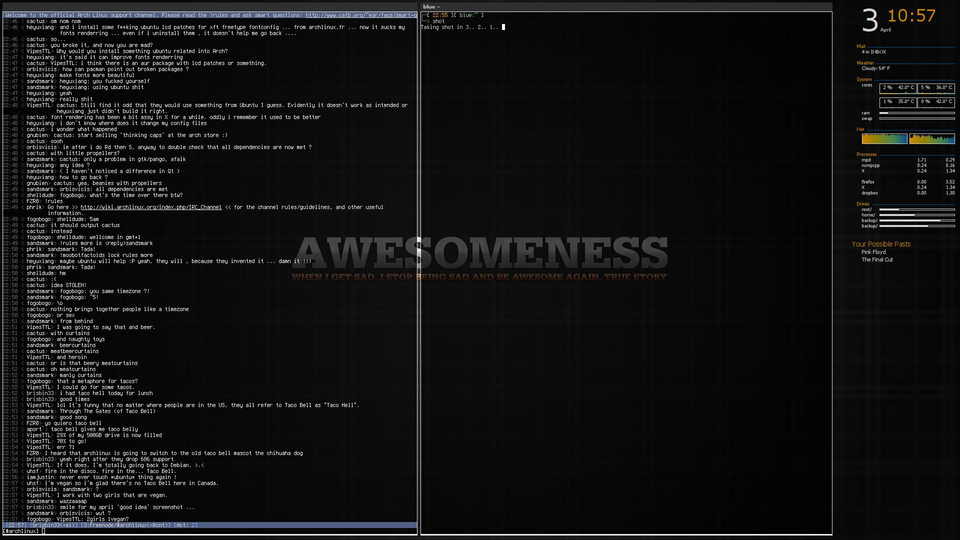 Welcome to the official Arch Linux support channel. Please read the !rules and ask smart questions:
22:46 < cactus> om nom nom
22:46 < heyuxiang> and i install some f**king ubuntu lcd patches for xft freetype fontconfig ... from archlinux.fr ... now it sucks my
fonts rendering ... even if i uninstall them , it doesn't help me go back ....
cactus> so...
cactus> you broke it, and now you are mad?
VipesTTL> Why would you install something ubuntu related into Arch?
heyuxiang> it's said it can improve fonts rendering
cactus> VipesTTL: i think there is an aur package with lcd patches or something.
orbisvicis> how can pacman point out broken packages ?
heyuxiang> make fonts more beautiful
sandsmark> heyuxiang: you fucked yourself
sandsmark> heyuxiang: using ubuntu shit
heyuxiang> yeah
heyuxiang> really shit
VipesTTL> cactus: Still find it odd that they would use something from Ubuntu I guess. Evidently it doesn't work as intended or
heyuxiang just didn't build it right.
cactus> font rendering has been a bit assy in X for a while. oddly i remember it used to be better
heyuxiang> i don't know where does it change my config files
cactus> i wonder what happened
gnubien> cactus: start selling 'thinking caps' at the arch store :)
cactus> oooh
orbisvicis> ie after i do Rd then S, anyway to double check that all dependencies are now met ?
cactus> with little propellers?
sandsmark> cactus: only a problem in gtk/pango, afaik
heyuxiang> any idea ?
sandsmark> ( I haven't noticed a difference in Qt )
heyuxiang> how to go back ?
gnubien> cactus: yea, beanies with propellers
sandsmark> orbisvicis: all dependencies are met
shelldude> fogobogo, what's the time over there btw?
FZR0> !rules
phrik> Go here >> http://wiki.archlinux.org/index.php/IRC_Channel << for the channel rules/guidelines, and other useful
information.
fogobogo> shelldude: 5am
cactus> it should output cactus
cactus> instead
fogobogo> shelldude: wellcome in gmt+1
sandsmark> !rules more is <reply>sandsmark
phrik> sandsmark: Tada!
sandsmark> !moobotfactoids lock rules more
heyuxiang> maybe ubuntu will help :P yeah, they will , because they invented it ... damn it !!!
phrik> sandsmark: Tada!
shelldude> hm
cactus> :(
cactus> idea STOLEN!
sandsmark> fogobogo: you same timezone ?!
sandsmark> fogobogo: ^5!
fogobogo> \o
cactus> nothing brings together people like a timezone
fogobogo> or sex
sandsmark> from behind
VipesTTL> I was going to say that and beer.
cactus> with curtains
fogobogo> and naughty toys
sandsmark> beercurtains
cactus> meatbeercurtains
VipesTTL> and heroin
cactus> or is that beery meatcurtains
cactus> oh meatcurtains
sandsmark> manly curtains
fogobogo> that a metaphore for tacos?
VipesTTL> I could go for some tacos.
brisbin33> i had taco hell today for lunch
brisbin33> good times
VipesTTL> lol It's funny that no matter where people are in the US, they all refer to Taco Bell as "Taco Hell".
sandsmark> Through The Gates (of Taco Bell)
sandsmark> good song
FZR0> yo quiero taco bell
aport> taco bell gives me taco belly
VipesTTL> 29% of my 500GB drive is now filled
VipesTTL> 70% to go!
VipesTTL> err 71
FZR0> I heard that archlinux is going to switch to the old taco bell mascot the chihuaha dog
brisbin33> yeah right after they drop 686 support
VipesTTL> If it does, I'm totally going back to Debian. >.<
uhsf> fire in the disco. fire in the... Taco Bell.
iamjustin> never ever touch +ubuntu+ thing again !
uhsf> i'm vegan so i'm glad there's no Taco Bell here in Canada.
orbisvicis> sandsmark: ?
VipesTTL> I work with two girls that are vegan.
sandsmark> wazzaaaap
brisbin33> smile for my april 'good idea' screenshot ...
sandsmark> orbisvicis: wut ?
22:57 < fogobogo> VipesTTL: 2girls 1vegan?
[22:57] [brisbin33(+ei)] [3:freenode/#archlinux(+Rcnt)] [Act: 2]
[#archlinux]
blue ~
[ 22:55 ][ blue:~ ]
shot
Taking shot in 3.. 2.. 1..
AWESOMENESS
WHEN I GET SAD, I STOP BEING SAD AND BE AWESOME AGAIN. TRUE STORY
3 10:57
April
Mail
4 in INBOX
Weather
Cloudy: 54° F
System
cores
2 % 42.0° C 5 % 36.0° C
1 % 35.0° C 0 % 42.0° C
ram
swap
Net
Processes
mpd 1.71 0.29
ncmpcpp 0.24 0.16
X 0.24 1.34
firefox 0.00 3.52
X 0.24 1.34
dropbox 0.00 1.30
Drives
root/
home/
backup/
backup/
Your Possible Pasts
Pink Floyd
The Final Cut